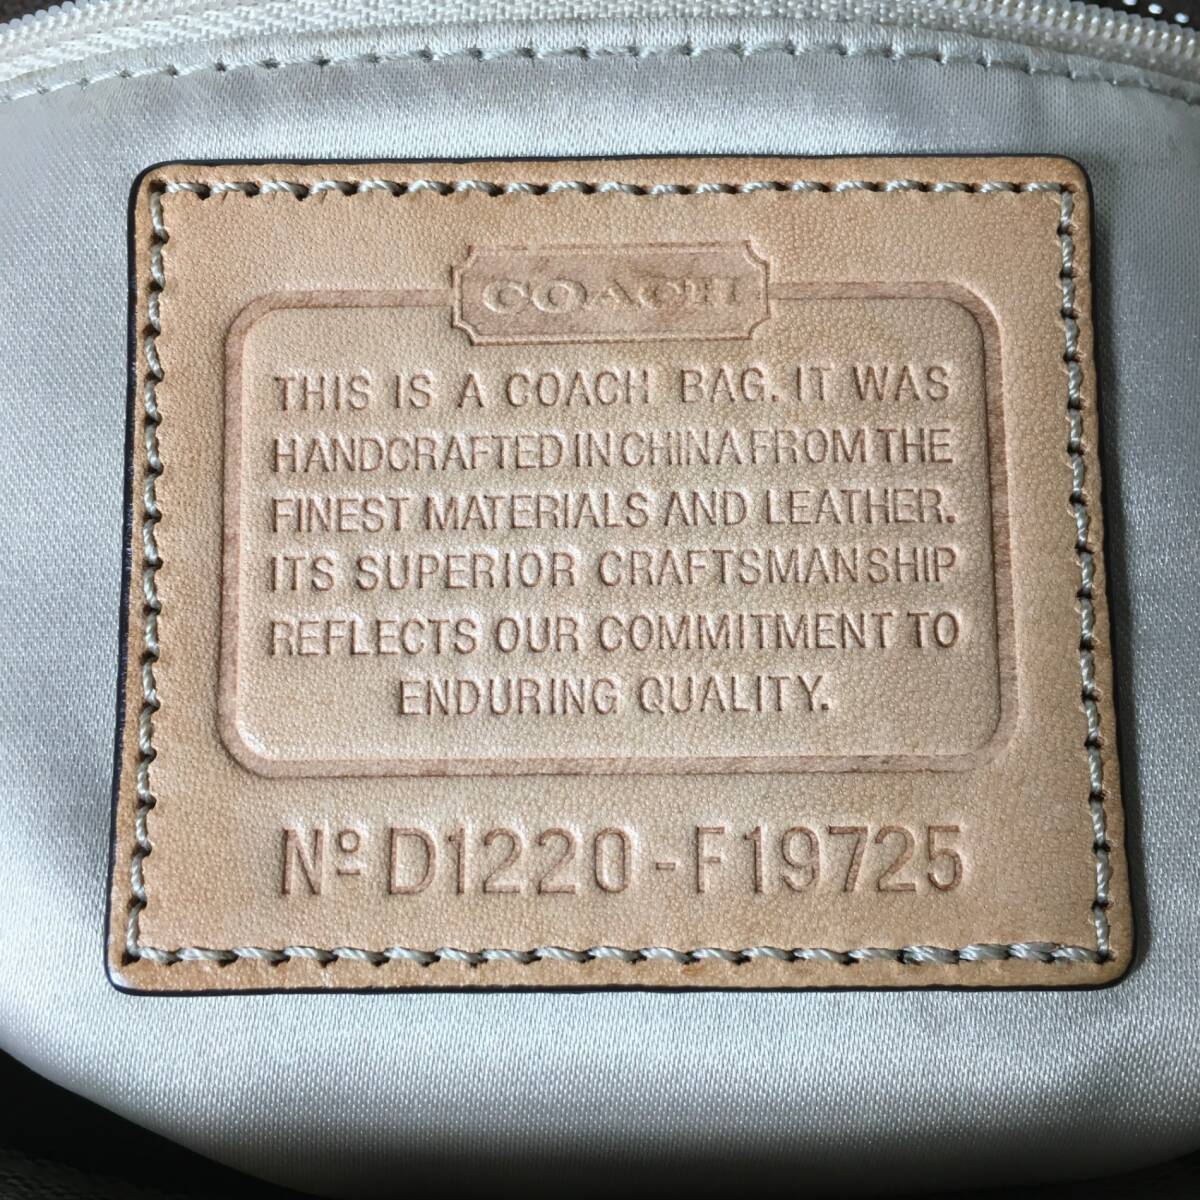 COACH
THIS IS A COACH BAG. IT WAS
HANDCRAFTED IN CHINA FROM THE
FINEST MATERIALS AND LEATHER.
ITS SUPERIOR CRAFTSMANSHIP
REFLECTS OUR COMMITMENT TO
ENDURING QUALITY.
Nº D1220-F19725